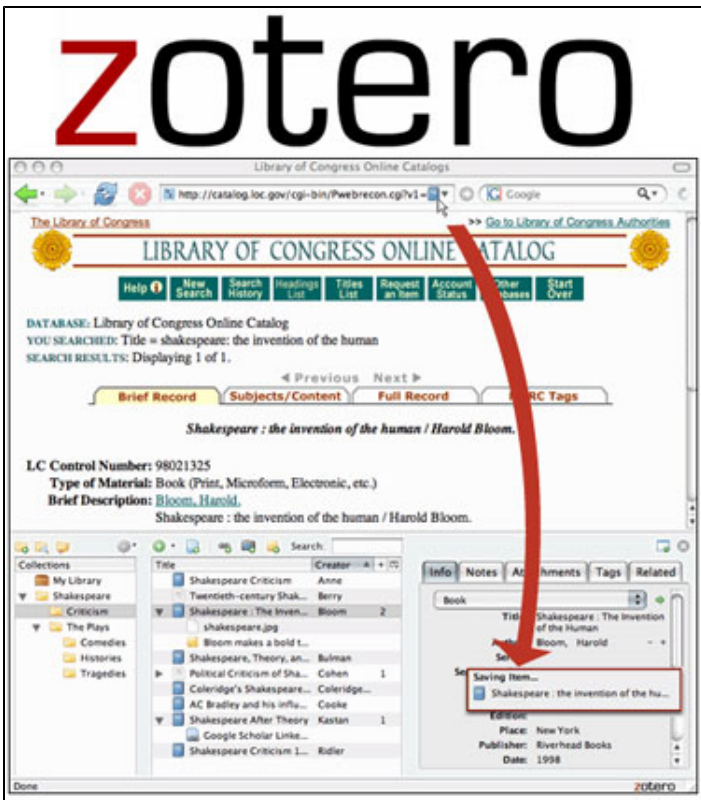 zotero
Library of Congress Online Catalogs
http://catalog.loc.gov/cgi-bin/Pwebrecon.cgi?v1=
Google
The Library of Congress
>> Go to Library of Congress Authorities
LIBRARY OF CONGRESS ONLINE CATALOG
Help New Search Search History Headings List Titles List Request an Item Account Status Other Start Over
DATABASE: Library of Congress Online Catalog
YOU SEARCHED: Title = shakespeare: the invention of the human
SEARCH RESULTS: Displaying 1 of 1.
◄ Previous Next ►
Brief Record Subjects/Content Full Record Tags
Shakespeare : the invention of the human / Harold Bloom.
LC Control Number: 98021325
Type of Material: Book (Print, Microform, Electronic, etc.)
Brief Description: Bloom, Harold.
Shakespeare : the invention of the human / Harold Bloom.
Search:
Collections
My Library
Shakespeare
Criticism
The Plays
Comedies
Histories
Tragedies
Title Creator +
Shakespeare Criticism Anne
Twentieth-century Shak... Berry
Shakespeare : The Inven... Bloom 2
shakespeare.jpg
Bloom makes a bold t...
Shakespeare, Theory, an... Bulman
Political Criticism of Sha... Cohen 1
Coleridge's Shakespeare... Coleridge...
AC Bradley and his influ... Cooke
Shakespeare After Theory Kastan 1
Google Scholar Linke...
Shakespeare Criticism 1... Ridler
Info Notes Tags Related
Book
Shakespeare : The Invention
of the Human
Bloom, Harold - +
Saving Item...
Shakespeare : the invention of the hu...
Edition:
Place: New York
Publisher: Riverhead Books
Date: 1998
Done
zotero